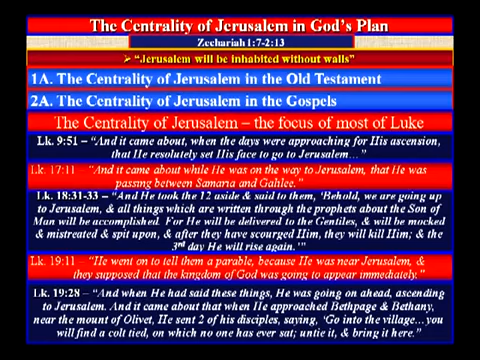 The Centrality of Jerusalem in God's Plan
Zechariah 1:7-2:13
➢ "Jerusalem will be inhabited without walls"
1A. The Centrality of Jerusalem in the Old Testament
2A. The Centrality of Jerusalem in the Gospels
The Centrality of Jerusalem – the focus of most of Luke
Lk. 9:51 – "And it came about, when the days were approaching for His ascension,
that He resolutely set His face to go to Jerusalem…"
Lk. 17:11 – "And it came about while He was on the way to Jerusalem, that He was
passing between Samaria and Galilee."
Lk. 18:31-33 – "And He took the 12 aside & said to them, 'Behold, we are going up
to Jerusalem, & all things which are written through the prophets about the Son of
Man will be accomplished. For He will be delivered to the Gentiles, & will be mocked
& mistreated & spit upon, & after they have scourged Him, they will kill Him; & the
3rd day He will rise again.'"
Lk. 19:11 – "He went on to tell them a parable, because He was near Jerusalem, &
they supposed that the kingdom of God was going to appear immediately."
Lk. 19:28 – "And when He had said these things, He was going on ahead, ascending
to Jerusalem. And it came about that when He approached Bethpage & Bethany,
near the mount of Olivet, He sent 2 of his disciples, saying, 'Go into the village…you
will find a colt tied, on which no one has ever sat; untie it, & bring it here."